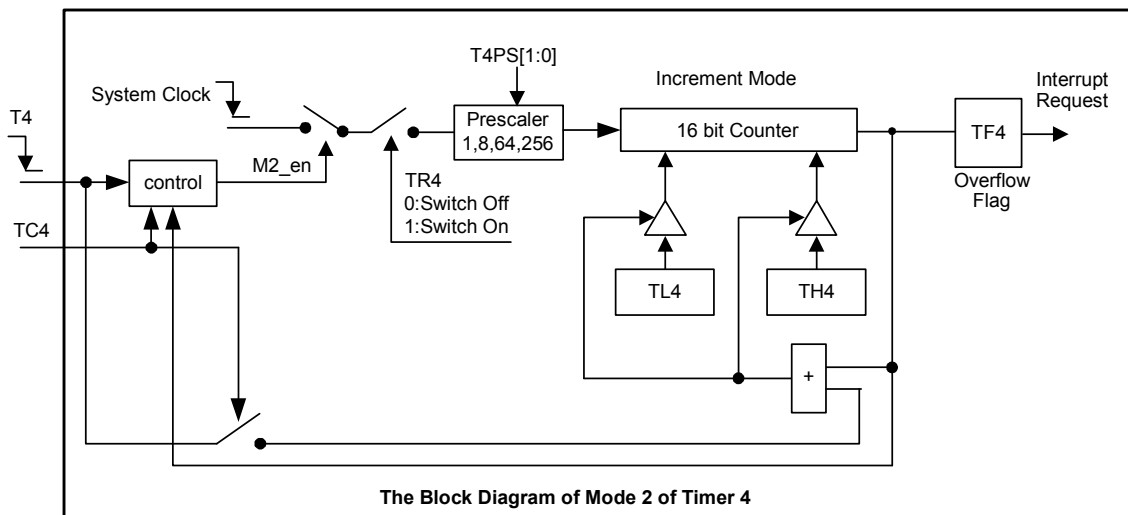 T4PS[1:0]
Increment Mode
Interrupt
Request
System Clock
T4
Prescaler
1,8,64,256
16 bit Counter
TF4
Overflow
Flag
control
M2_en
TR4
0:Switch Off
1:Switch On
TC4
TL4
TH4
+
The Block Diagram of Mode 2 of Timer 4